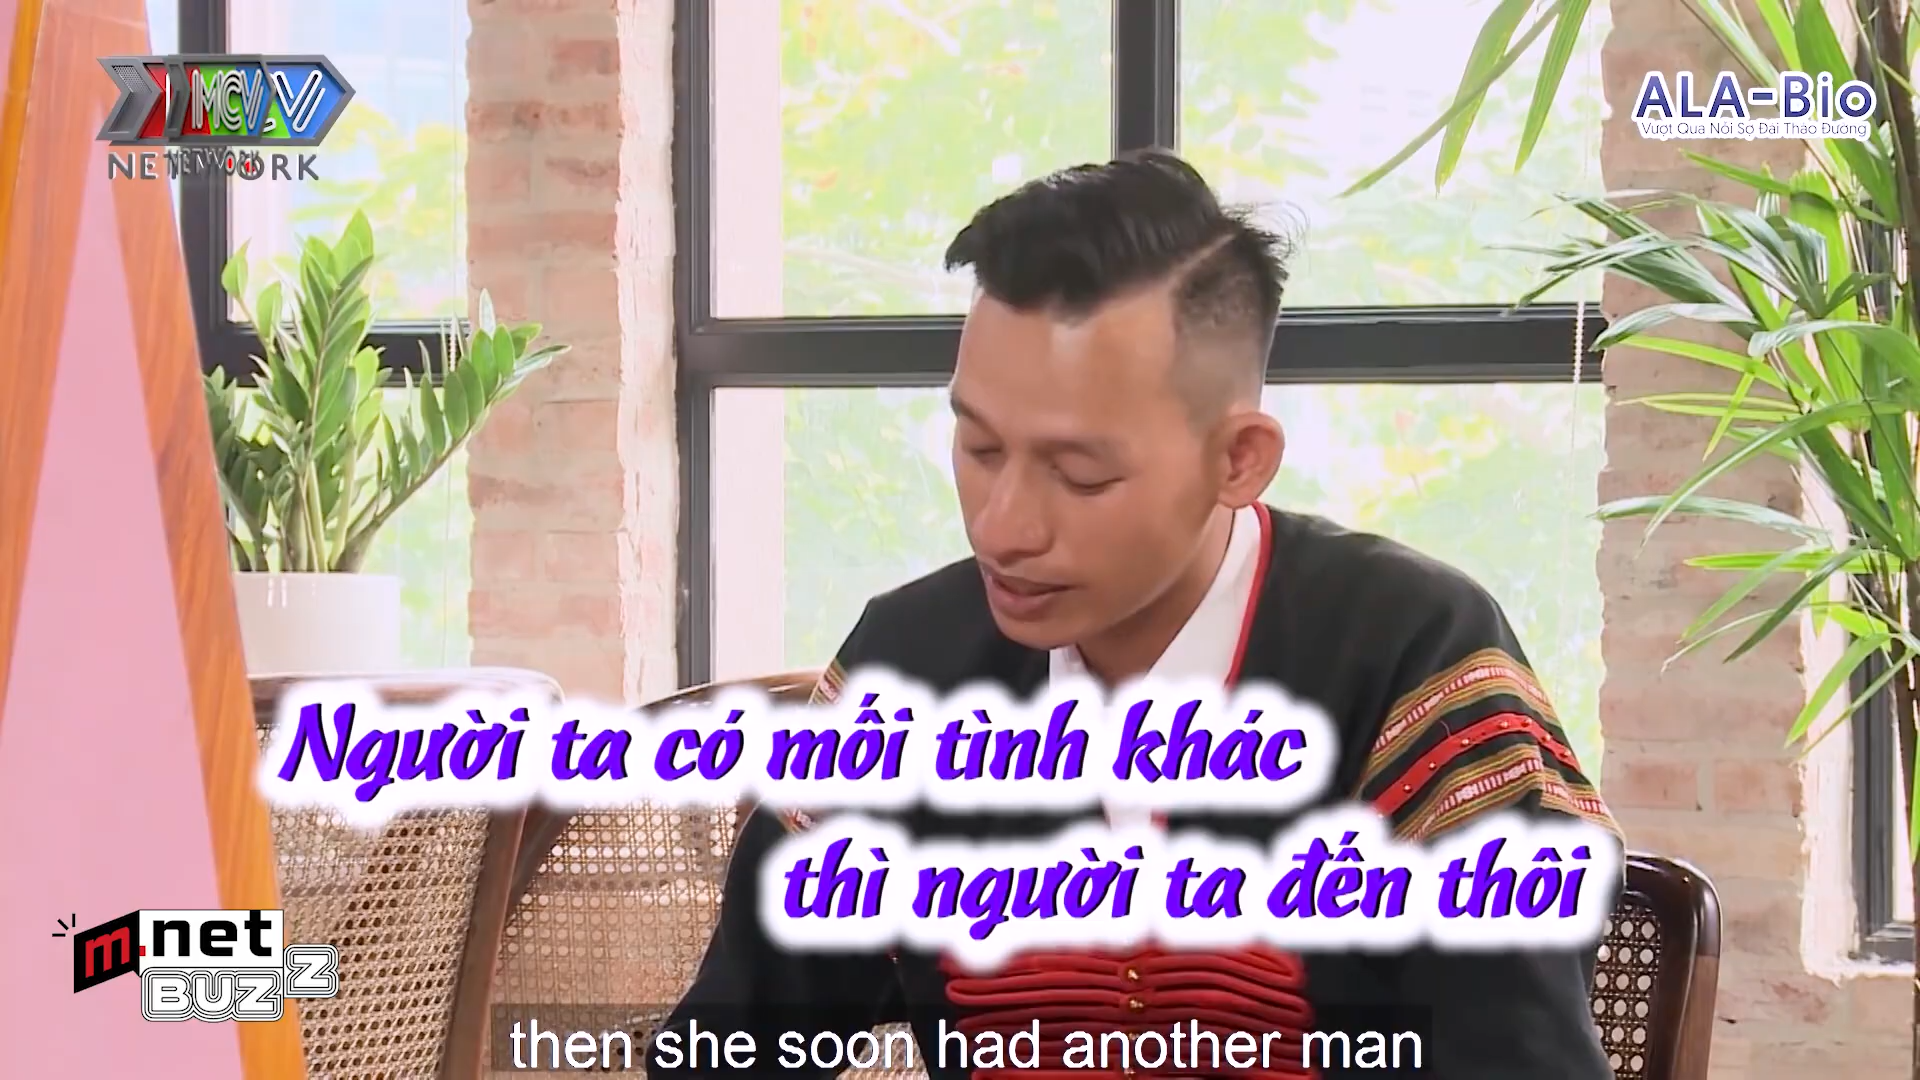 MCV
NETWORK
ALA-Bio
Vượt Qua Nỗi Sợ Đái Tháo Đường
Người ta có mối tình khác
thì người ta đến thôi
m.net
BUZZ
then she soon had another man